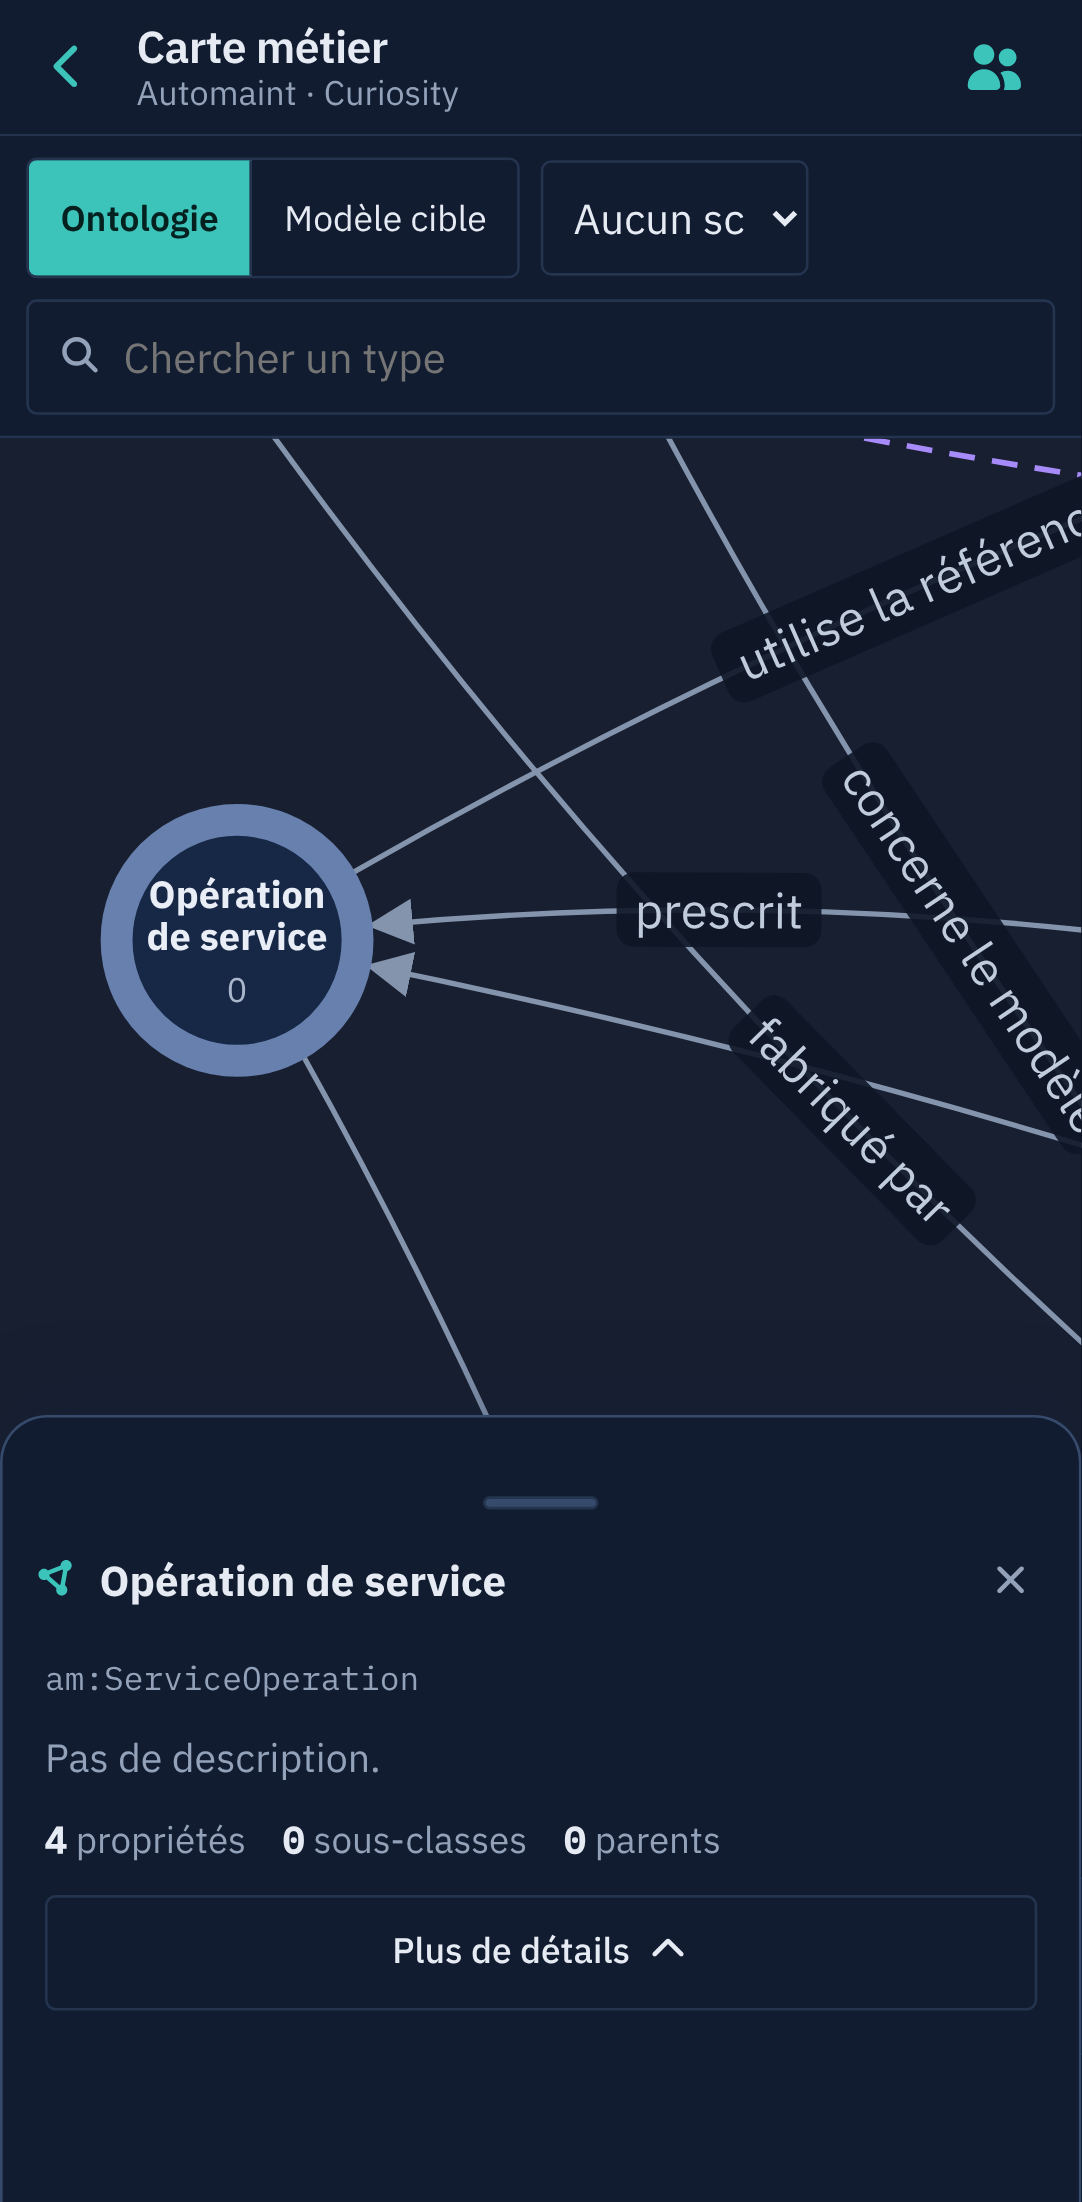 Carte métier
Automaint · Curiosity
Ontologie
Modèle cible
Aucun sc
Chercher un type
utilise la référenc
concerne le modèle
prescrit
fabriqué par
Opération
de service
0
Opération de service
am:ServiceOperation
Pas de description.
4 propriétés 0 sous-classes 0 parents
Plus de détails